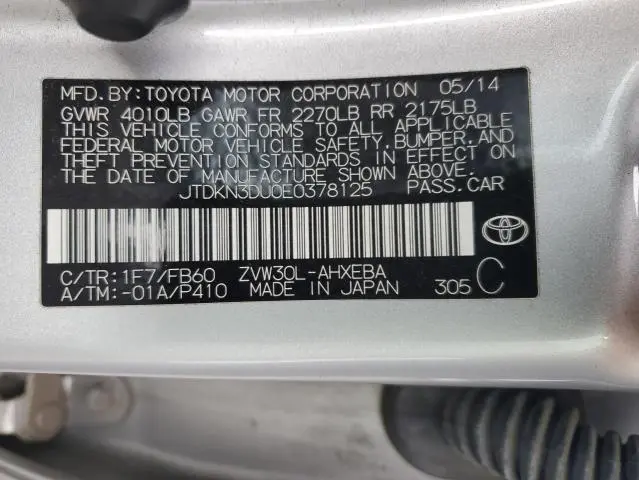 MFD. BY: TOYOTA MOTOR CORPORATION 05/14
GVWR 4010LB GAWR FR 2270LB RR 2175LB
THIS VEHICLE CONFORMS TO ALL APPLICABLE
FEDERAL MOTOR VEHICLE SAFETY, BUMPER, AND
THEFT PREVENTION STANDARDS IN EFFECT ON
THE DATE OF MANUFACTURE SHOWN ABOVE.
JTDKN3DU0E0378125 PASS. CAR
C/TR: 1F7/FB60 ZVW30L-AHXEBA
A/TM: -01A/P410 MADE IN JAPAN 305 C